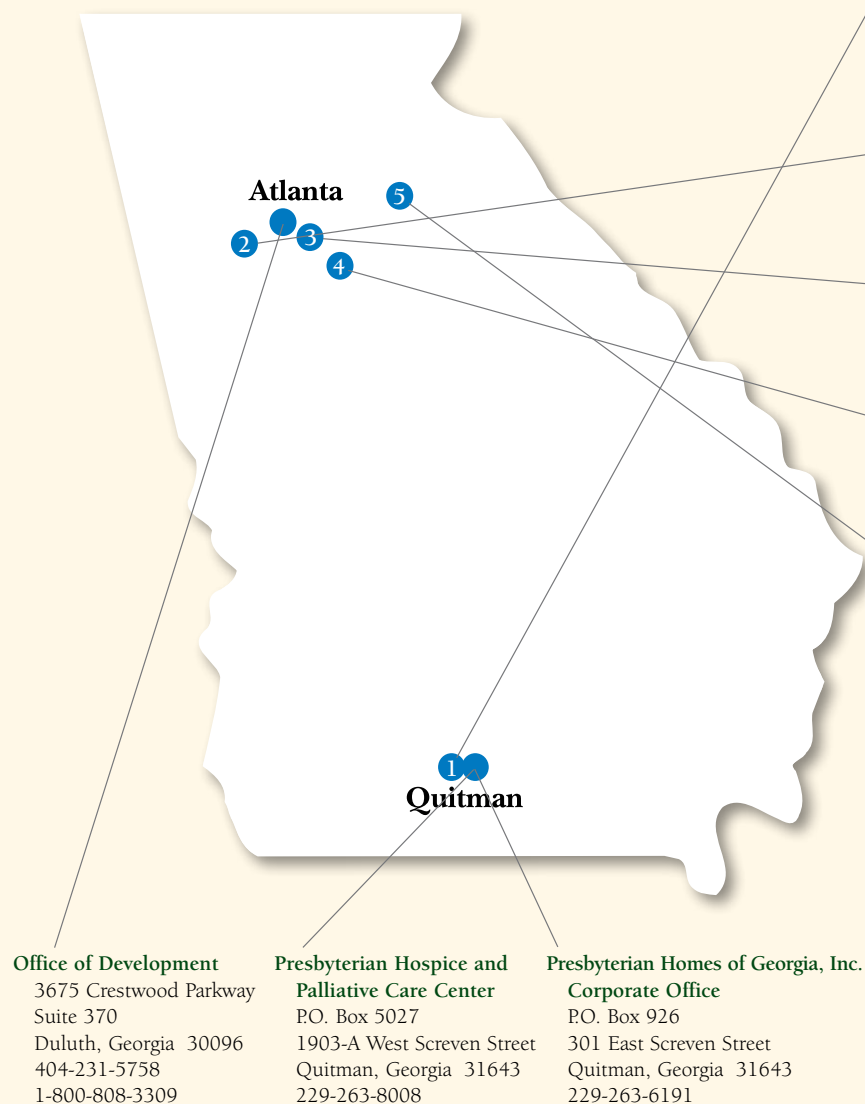 Atlanta
5
2
3
4
1
Quitman
Office of Development
3675 Crestwood Parkway
Suite 370
Duluth, Georgia 30096
404-231-5758
1-800-808-3309
Presbyterian Hospice and
Palliative Care Center
P.O. Box 5027
1903-A West Screven Street
Quitman, Georgia 31643
229-263-8008
Presbyterian Homes of Georgia, Inc.
Corporate Office
P.O. Box 926
301 East Screven Street
Quitman, Georgia 31643
229-263-6191